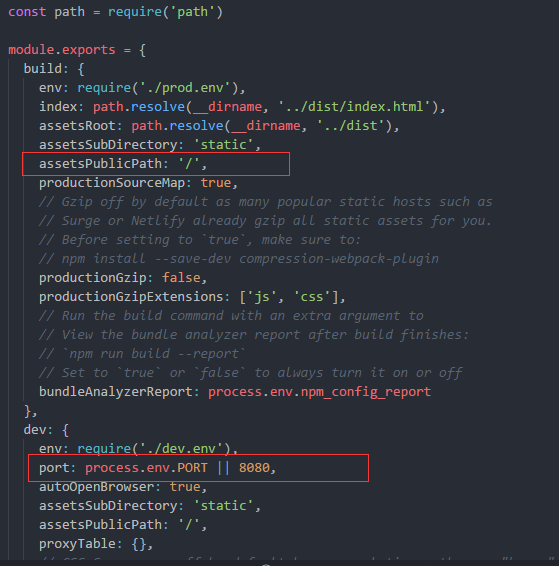 const path = require('path')
module.exports = {
build: {
env: require('./prod.env'),
index: path.resolve(__dirname, '../dist/index.html'),
assetsRoot: path.resolve(__dirname, '../dist'),
assetsSubDirectory: 'static',
assetsPublicPath: '/',
productionSourceMap: true,
// Gzip off by default as many popular static hosts such as
// Surge or Netlify already gzip all static assets for you.
// Before setting to `true`, make sure to:
// npm install --save-dev compression-webpack-plugin
productionGzip: false,
productionGzipExtensions: ['js', 'css'],
// Run the build command with an extra argument to
// View the bundle analyzer report after build finishes:
// `npm run build --report`
// Set to `true` or `false` to always turn it on or off
bundleAnalyzerReport: process.env.npm_config_report
},
dev: {
env: require('./dev.env'),
port: process.env.PORT || 8080,
autoOpenBrowser: true,
assetsSubDirectory: 'static',
assetsPublicPath: '/',
proxyTable: {},